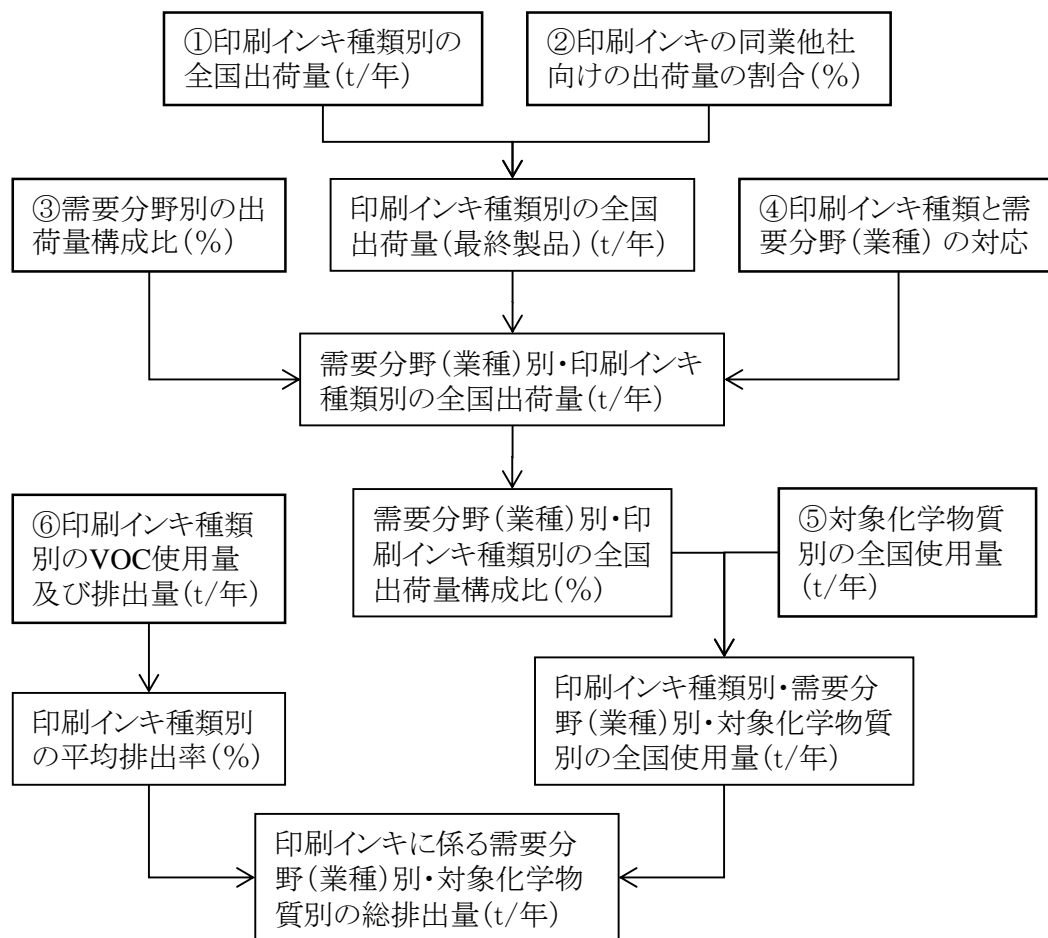 ①印刷インキ種類別の
全国出荷量(t/年)
②印刷インキの同業他社
向けの出荷量の割合(%)
③需要分野別の出
荷量構成比(%)
印刷インキ種類別の全国
出荷量(最終製品)(t/年)
④印刷インキ種類と需
要分野(業種)の対応
需要分野(業種)別・印刷インキ
種類別の全国出荷量(t/年)
⑥印刷インキ種類
別のVOC使用量
及び排出量(t/年)
需要分野(業種)別・印
刷インキ種類別の全国
出荷量構成比(%)
⑤対象化学物質
別の全国使用量
(t/年)
印刷インキ種類別
の平均排出率(%)
印刷インキ種類別・需要分
野(業種)別・対象化学物質
別の全国使用量(t/年)
印刷インキに係る需要分
野(業種)別・対象化学物
質別の総排出量(t/年)